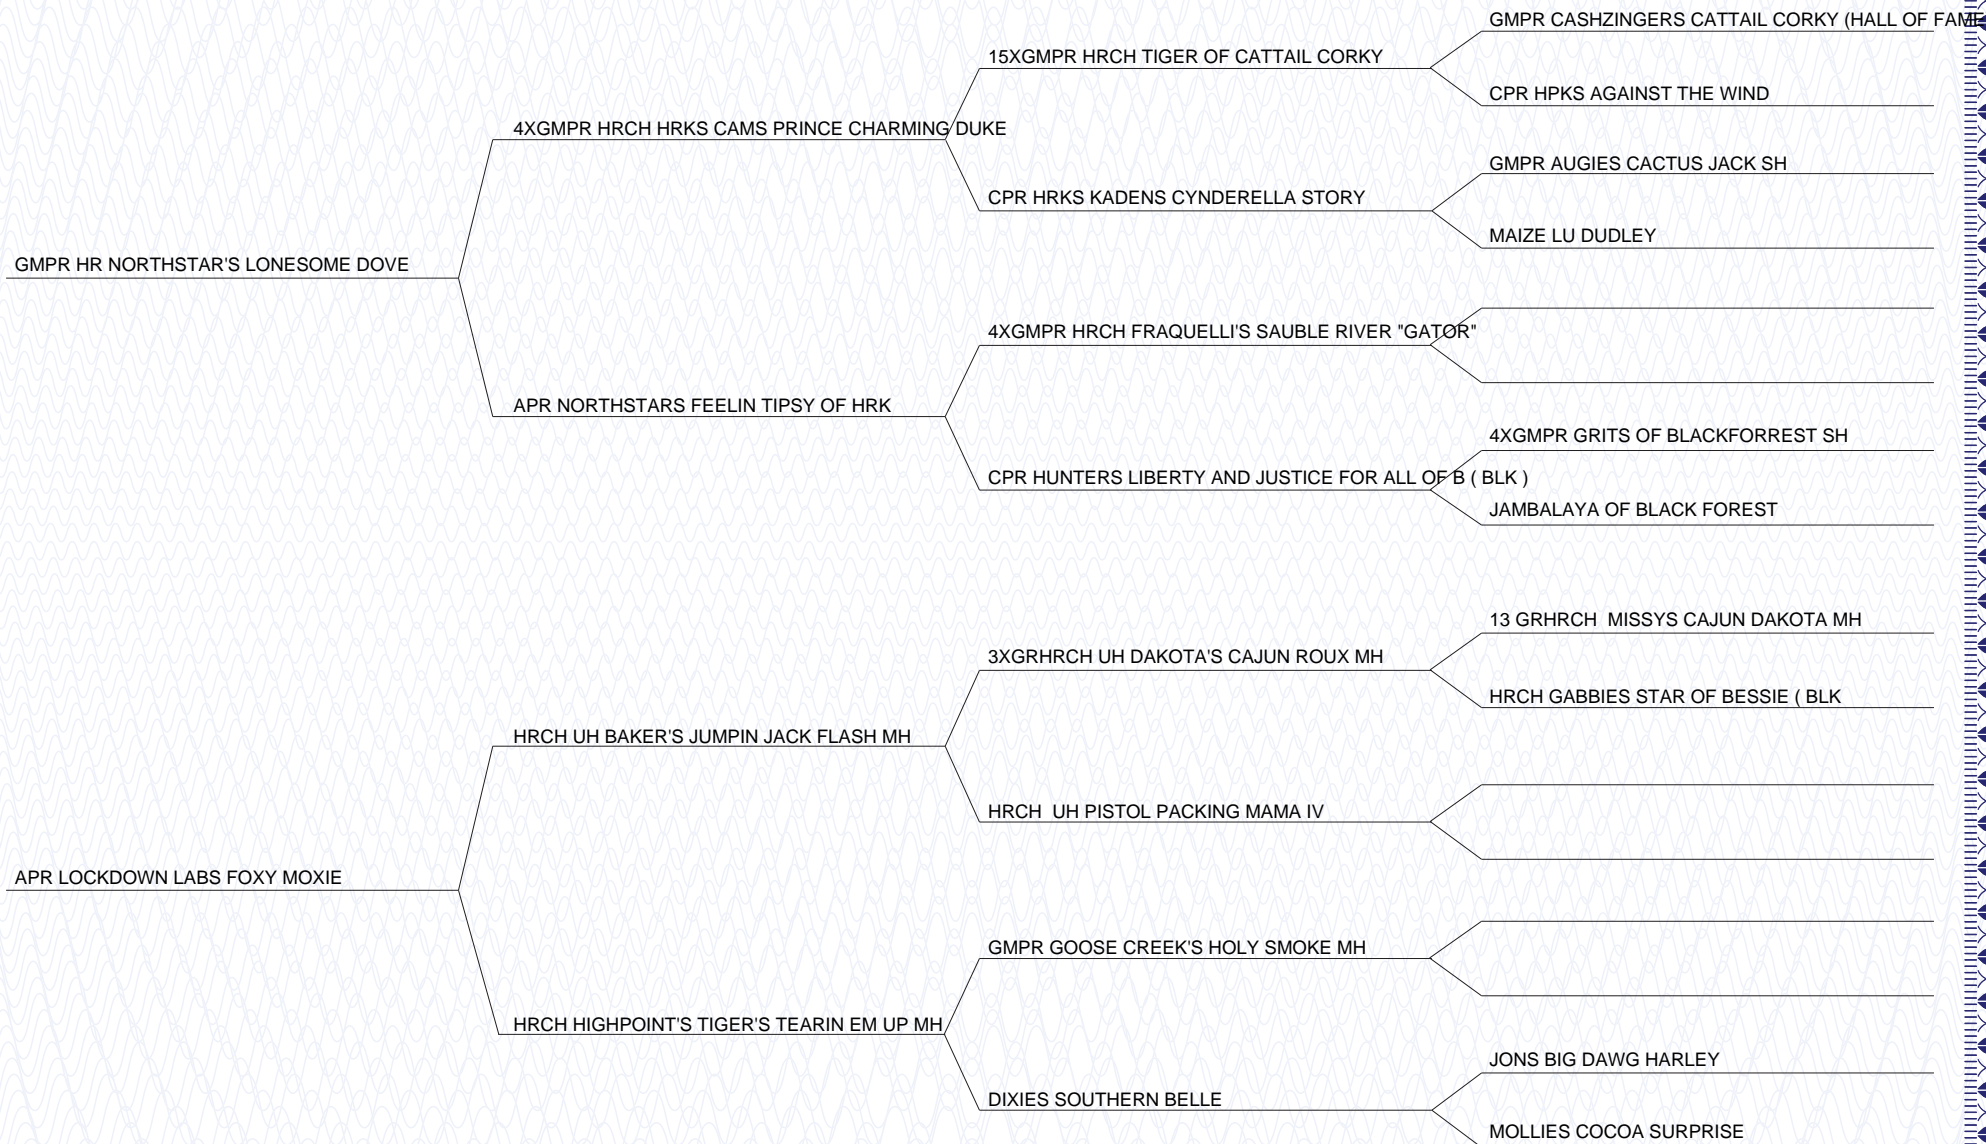 GMPR CASHZINGERS CATTAIL CORKY (HALL OF FAME
15XGMPR HRCH TIGER OF CATTAIL CORKY
CPR HPKS AGAINST THE WIND
4XGMPR HRCH HRKS CAMS PRINCE CHARMING DUKE
GMPR AUGIES CACTUS JACK SH
CPR HRKS KADENS CYNDERELLA STORY
MAIZE LU DUDLEY
GMPR HR NORTHSTAR'S LONESOME DOVE
4XGMPR HRCH FRAQUELLI'S SAUBLE RIVER "GATOR"
APR NORTHSTARS FEELIN TIPSY OF HRK
4XGMPR GRITS OF BLACKFORREST SH
CPR HUNTERS LIBERTY AND JUSTICE FOR ALL OF B ( BLK )
JAMBALAYA OF BLACK FOREST
13 GRHRCH  MISSYS CAJUN DAKOTA MH
3XGRHRCH UH DAKOTA'S CAJUN ROUX MH
HRCH GABBIES STAR OF BESSIE ( BLK
HRCH UH BAKER'S JUMPIN JACK FLASH MH
HRCH  UH PISTOL PACKING MAMA IV
APR LOCKDOWN LABS FOXY MOXIE
GMPR GOOSE CREEK'S HOLY SMOKE MH
HRCH HIGHPOINT'S TIGER'S TEARIN EM UP MH
JONS BIG DAWG HARLEY
DIXIES SOUTHERN BELLE
MOLLIES COCOA SURPRISE